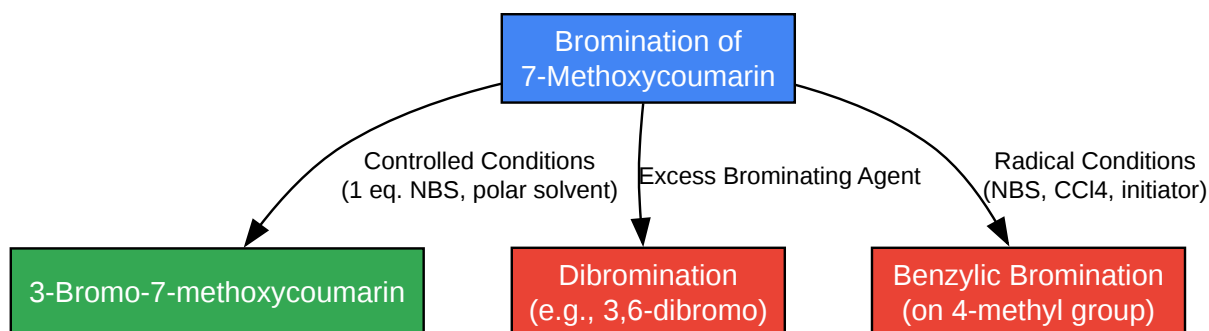 Bromination of
7-Methoxycoumarin
Controlled Conditions
(1 eq. NBS, polar solvent)
Excess Brominating Agent
Radical Conditions
(NBS, CCl4, initiator)
3-Bromo-7-methoxycoumarin
Dibromination
(e.g., 3,6-dibromo)
Benzylic Bromination
(on 4-methyl group)